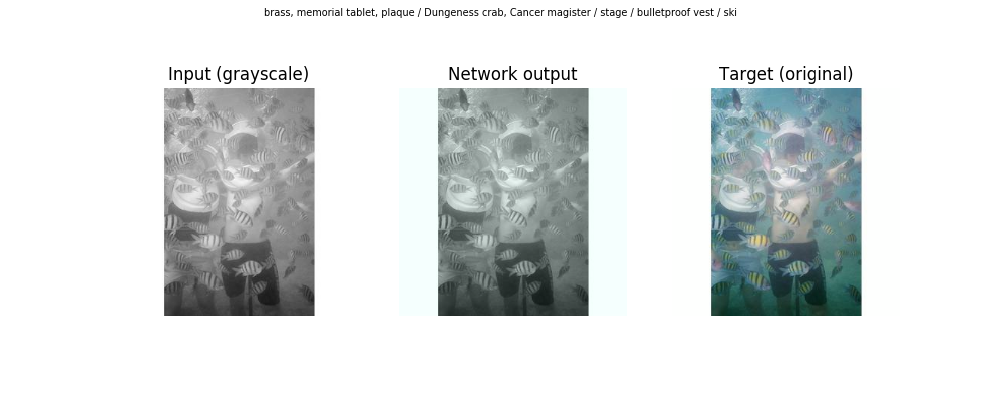 brass, memorial tablet, plaque / Dungeness crab, Cancer magister / stage / bulletproof vest / ski
Input (grayscale)
Network output
Target (original)